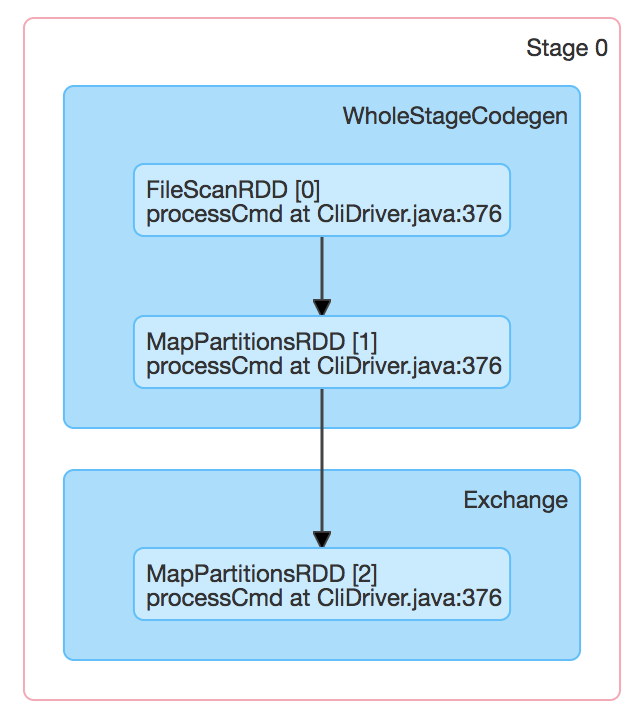 Stage 0
WholeStageCodegen
FileScanRDD [0]
processCmd at CliDriver.java:376
MapPartitionsRDD [1]
processCmd at CliDriver.java:376
Exchange
MapPartitionsRDD [2]
processCmd at CliDriver.java:376